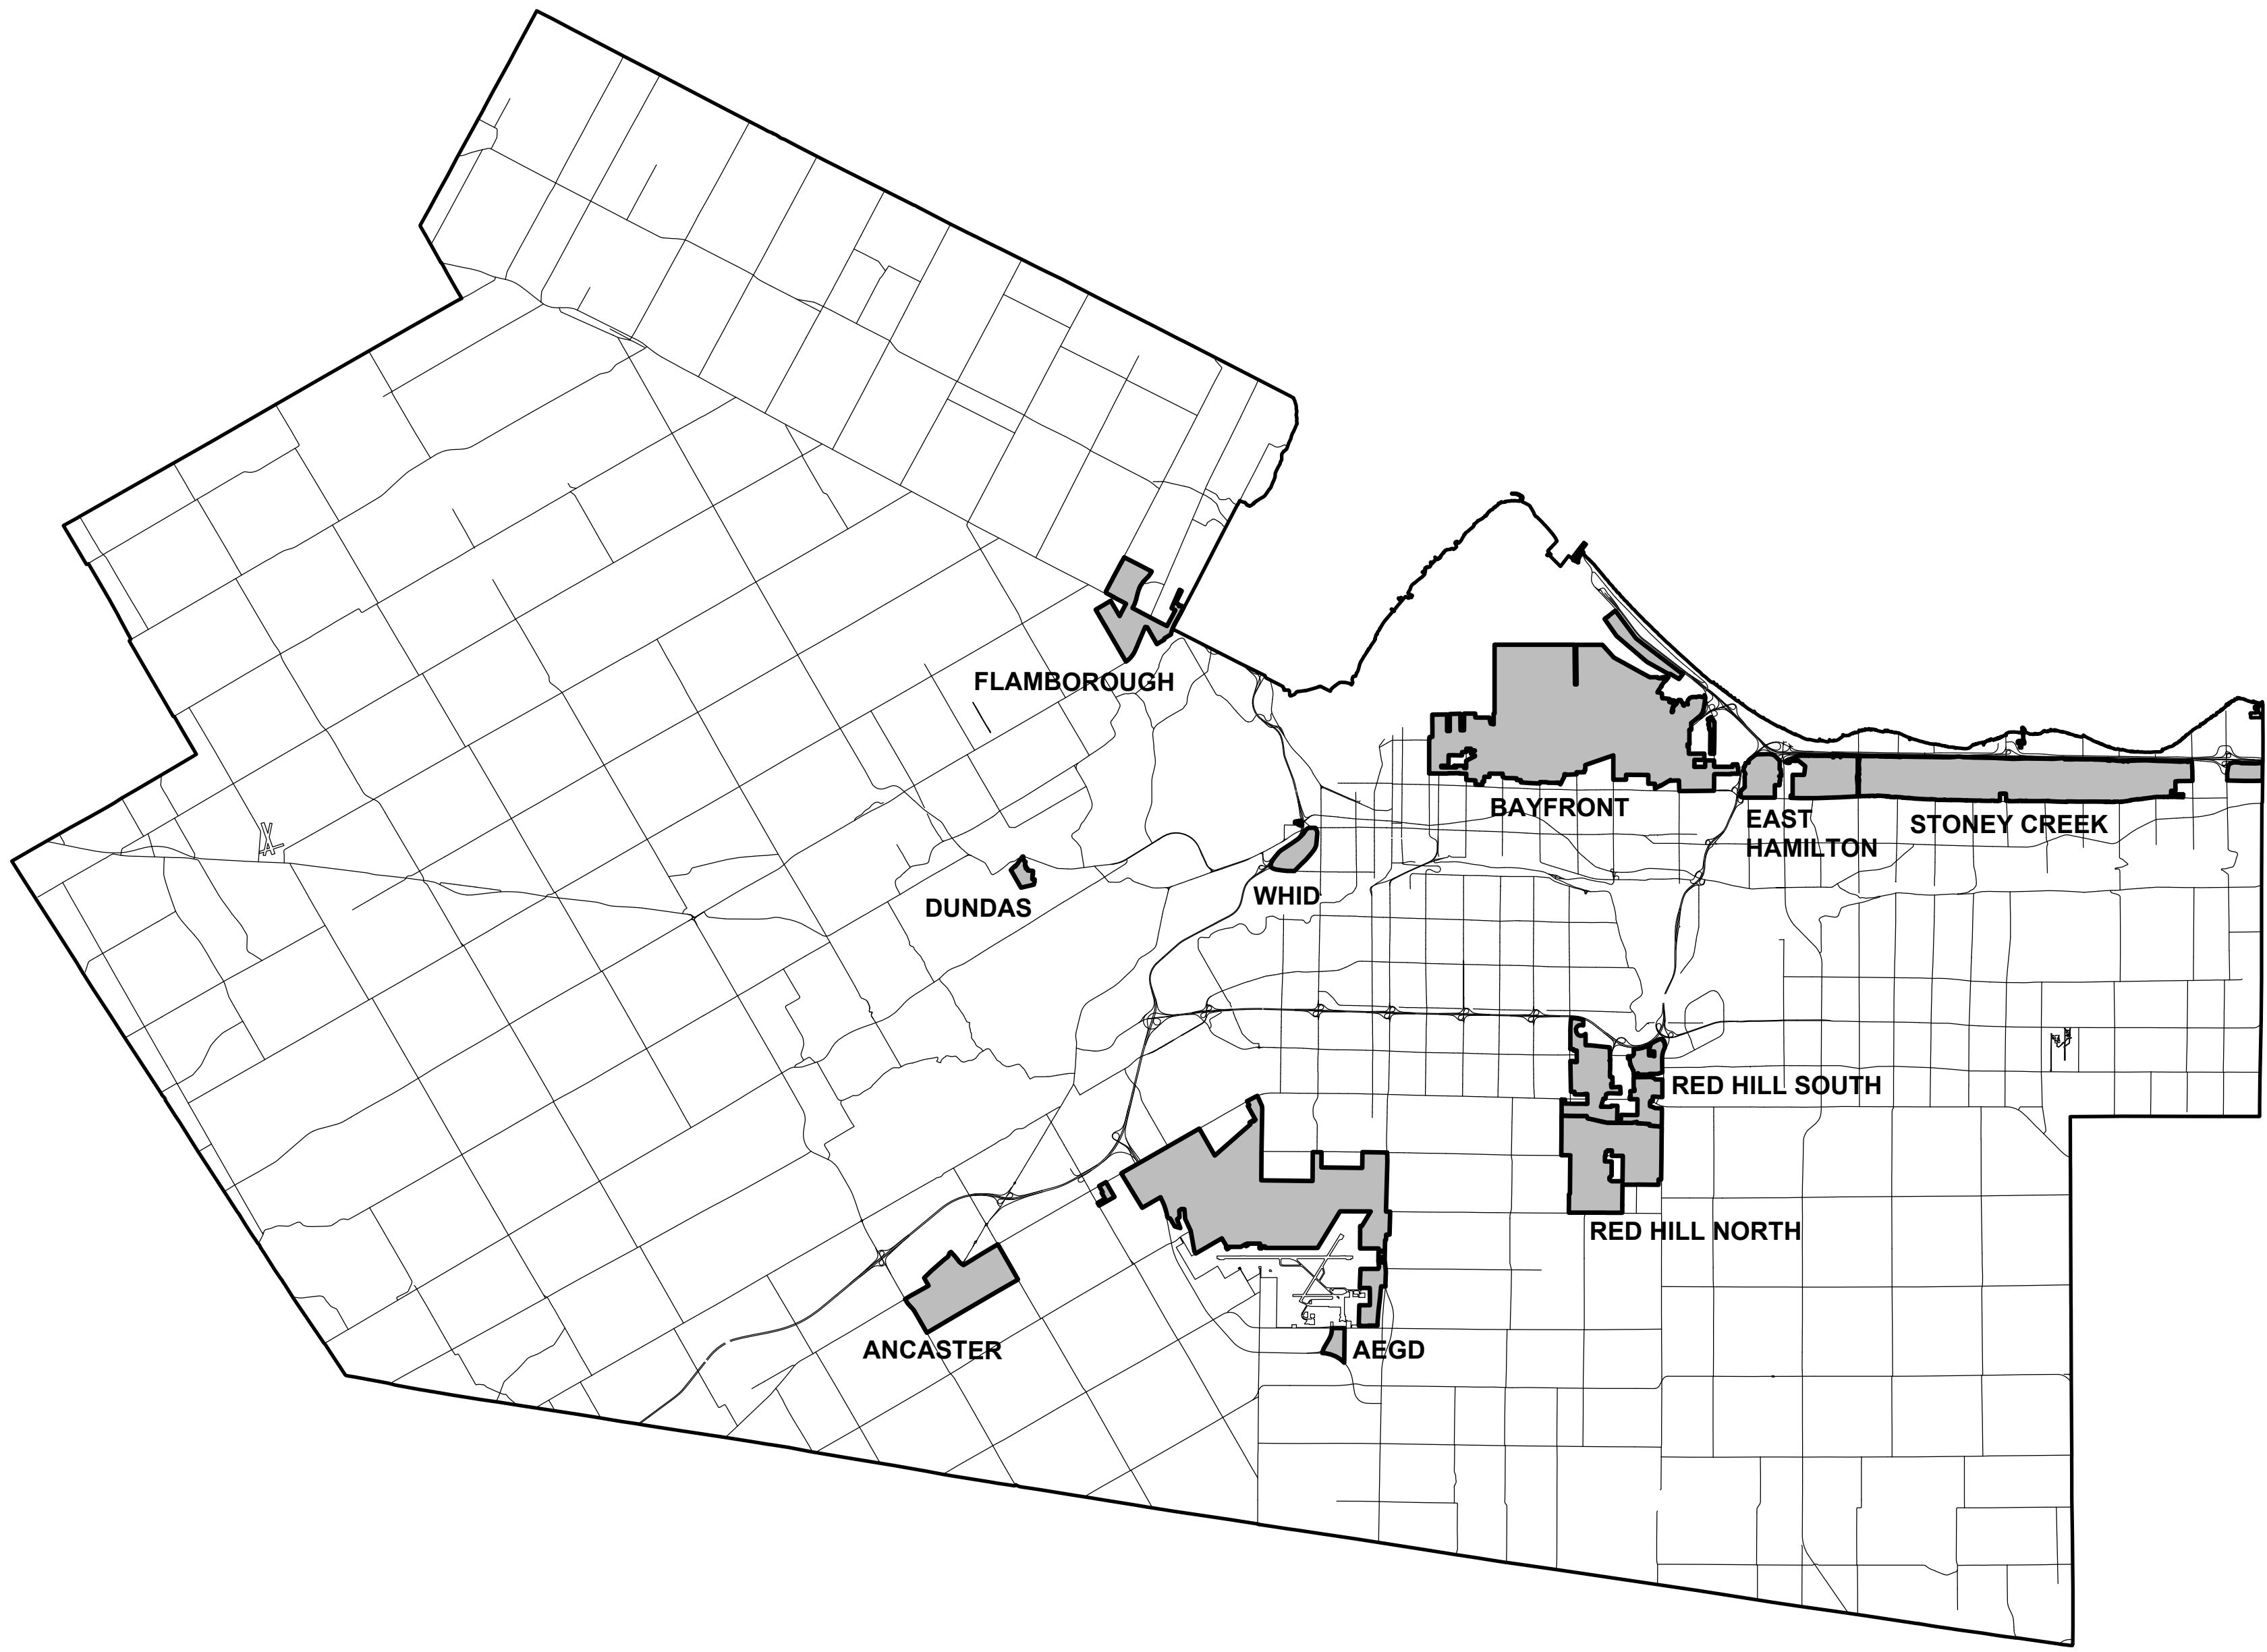 FLAMBOROUGH
BAYFRONT
EAST
HAMILTON
STONEY CREEK
DUNDAS
WHID
RED HILL SOUTH
RED HILL NORTH
ANCASTER
AEGD